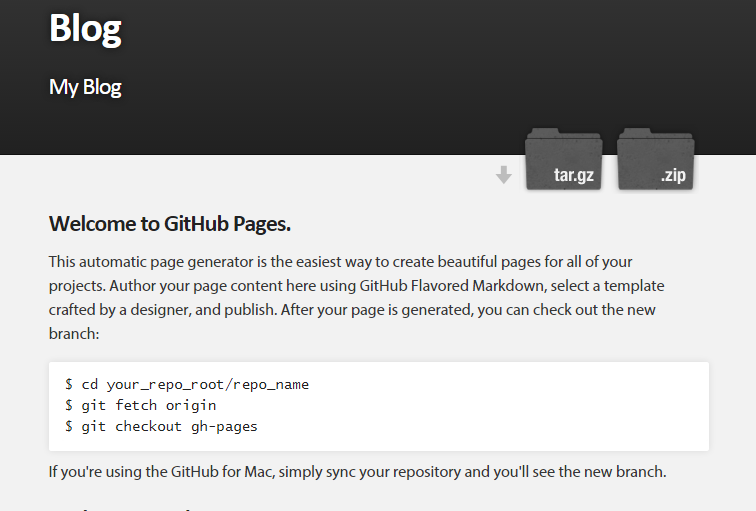 Blog
My Blog
tar.gz
.zip
Welcome to GitHub Pages.
This automatic page generator is the easiest way to create beautiful pages for all of your
projects. Author your page content here using GitHub Flavored Markdown, select a template
crafted by a designer, and publish. After your page is generated, you can check out the new
branch:
$ cd your_repo_root/repo_name
$ git fetch origin
$ git checkout gh-pages
If you're using the GitHub for Mac, simply sync your repository and you'll see the new branch.